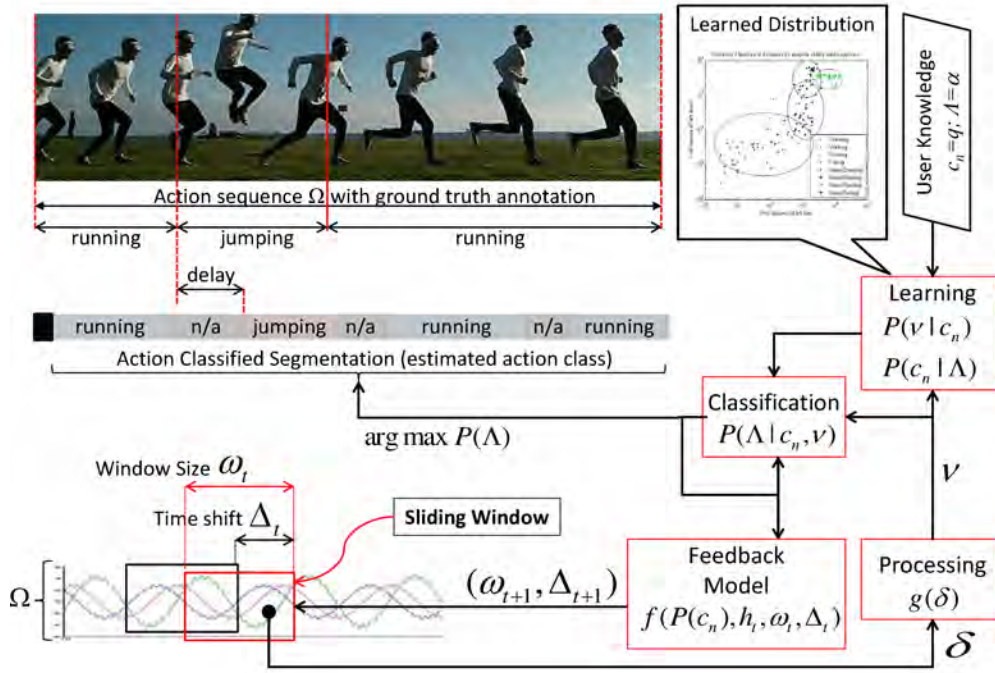 Learned Distribution
User Knowledge
c_n=q; Λ=α
Action sequence Ω with ground truth annotation
running jumping running
delay
running n/a jumping n/a running n/a running
Action Classified Segmentation (estimated action class)
Learning
P(ν | c_n)
P(c_n | Λ)
Classification
P(Λ | c_n, ν)
arg max P(Λ)
ν
Window Size ω_t
Time shift Δ_t
Sliding Window
Ω
(ω_{t+1}, Δ_{t+1})
Feedback
Model
f(P(c_n), h_t, ω_t, Δ_t)
Processing
g(δ)
δ